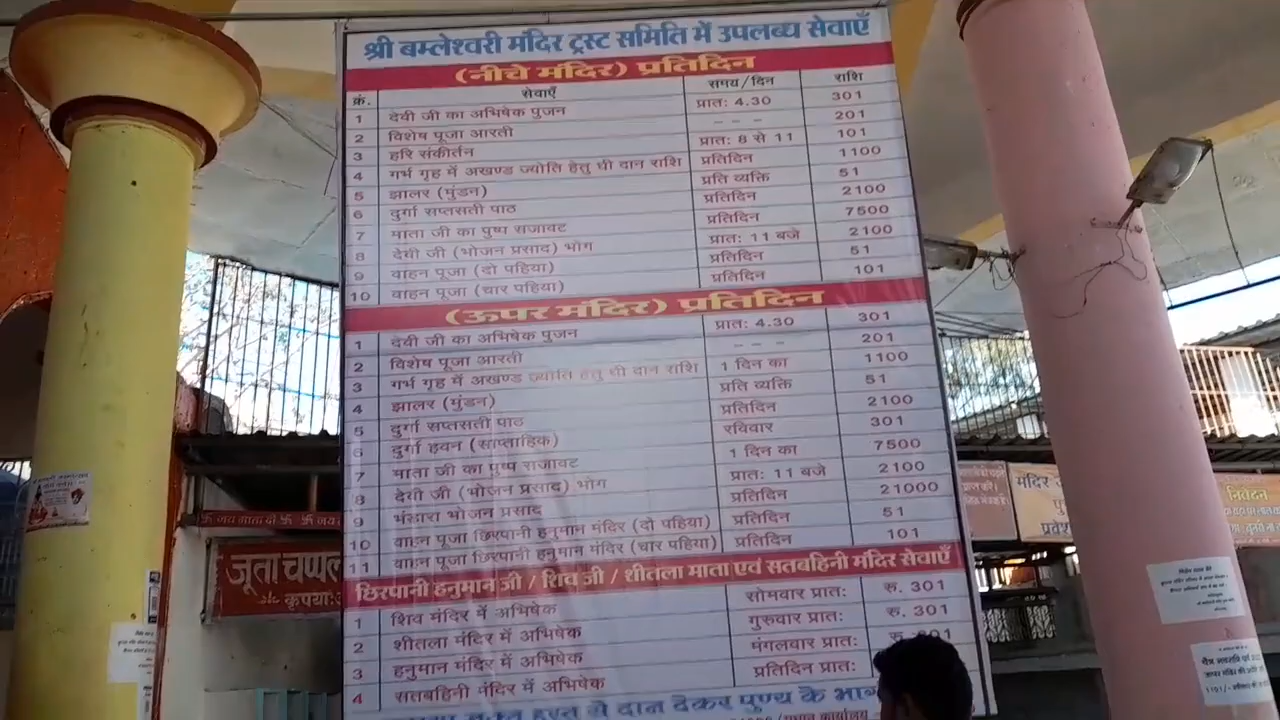 श्री बम्लेश्वरी मंदिर ट्रस्ट समिति में उपलब्ध सेवाएँ
(नीचे मंदिर) प्रतिदिन
क्रं. सेवाएँ समय/दिन राशि
1 देवी जी का अभिषेक पुजन प्रातः 4.30 301
2 विशेष पूजा आरती - - - 201
3 हरि संकीर्तन प्रातः 8 से 11 101
4 गर्भ गृह में अखण्ड ज्योति हेतु घी दान राशि प्रतिदिन 1100
5 झालर (मुंडन) प्रति व्यक्ति 51
6 दुर्गा सप्तसती पाठ प्रतिदिन 2100
7 माता जी का पुष्प सजावट प्रतिदिन 7500
8 देवी जी (भोजन प्रसाद) भोग प्रातः 11 बजे 2100
9 वाहन पूजा (दो पहिया) प्रतिदिन 51
10 वाहन पूजा (चार पहिया) प्रतिदिन 101
(ऊपर मंदिर) प्रतिदिन
1 देवी जी का अभिषेक पूजन प्रातः 4.30 301
2 विशेष पूजा आरती - - - 201
3 गर्भ गृह में अखण्ड ज्योति हेतु घी दान राशि 1 दिन का 1100
4 झालर (मुंडन) प्रति व्यक्ति 51
5 दुर्गा सप्तसती पाठ प्रतिदिन 2100
6 दुर्गा हवन (साप्ताहिक) रविवार 301
7 माता जी का पुष्प सजावट 1 दिन का 7500
8 देवी जी (भोजन प्रसाद) भोग प्रातः 11 बजे 2100
9 भंडारा भोजन प्रसाद प्रतिदिन 21000
10 वाहन पूजा छिरपानी हनुमान मंदिर (दो पहिया) प्रतिदिन 51
11 वाहन पूजा छिरपानी हनुमान मंदिर (चार पहिया) प्रतिदिन 101
छिरपानी हनुमान जी / शिव जी / शीतला माता एवं सतबहिनी मंदिर सेवाएँ
1 शिव मंदिर में अभिषेक सोमवार प्रातः रु. 301
2 शीतला मंदिर में अभिषेक गुरुवार प्रातः रु. 301
3 हनुमान मंदिर में अभिषेक मंगलवार प्रातः रु.
4 सतबहिनी मंदिर में अभिषेक प्रतिदिन प्रातः
हस्त से दान देकर पुण्य के
जय माता दी
जूता चप्पल
कृपया
मंदिर
निवेदन